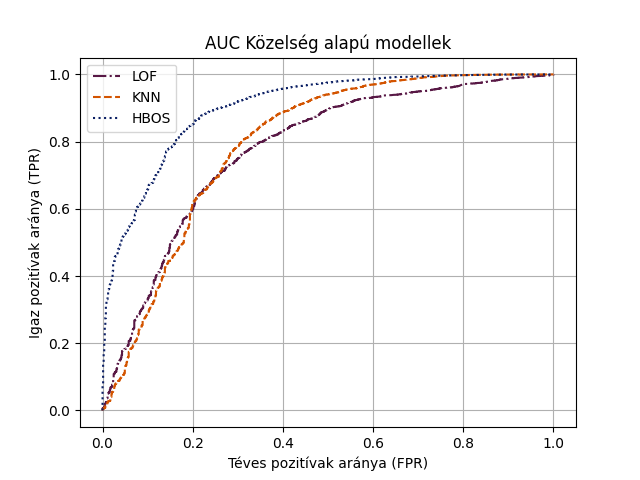 AUC Közelség alapú modellek
LOF
KNN
HBOS
Igaz pozitívak aránya (TPR)
1.0
0.8
0.6
0.4
0.2
0.0
0.0 0.2 0.4 0.6 0.8 1.0
Téves pozitívak aránya (FPR)